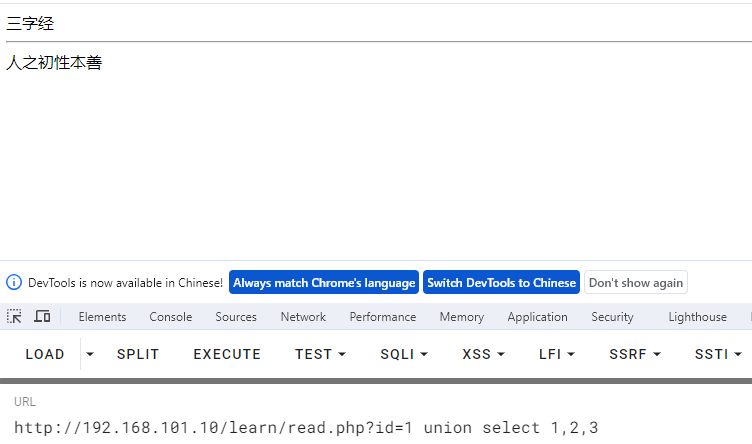 三字经
人之初性本善
DevTools is now available in Chinese! Always match Chrome's language Switch DevTools to Chinese Don't show again
Elements Console Sources Network Performance Memory Application Security Lighthouse
LOAD SPLIT EXECUTE TEST SQLI XSS LFI SSRF SSTI
URL
http://192.168.101.10/learn/read.php?id=1 union select 1,2,3